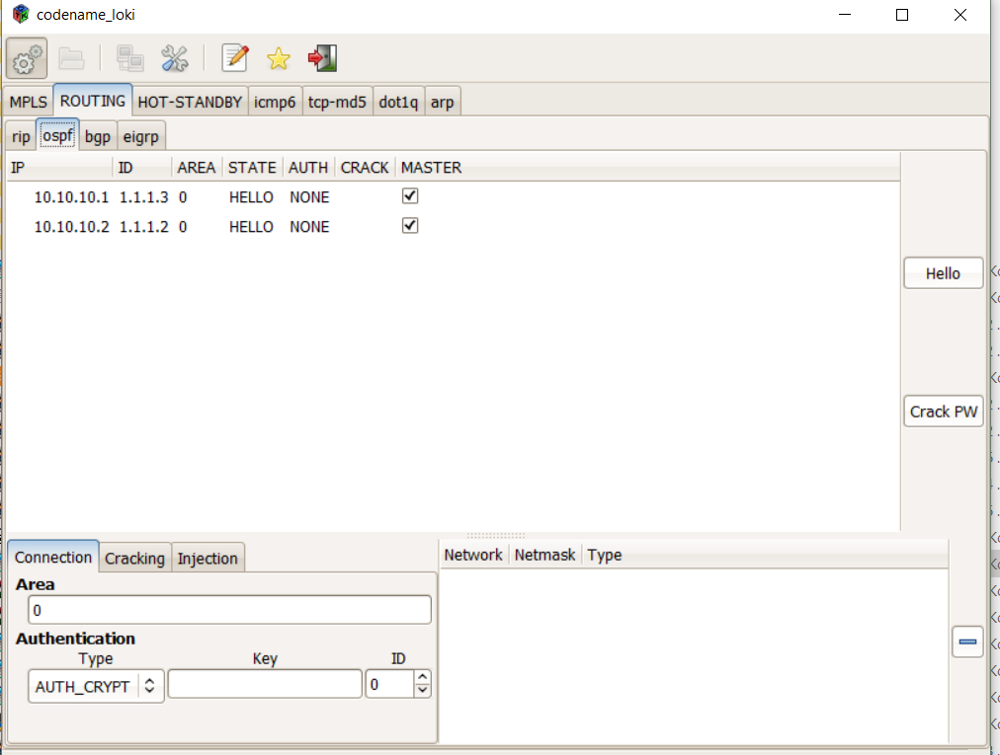 codename_loki
MPLS ROUTING HOT-STANDBY icmp6 tcp-md5 dot1q arp
rip ospf bgp eigrp
IP ID AREA STATE AUTH CRACK MASTER
10.10.10.1 1.1.1.3 0 HELLO NONE
10.10.10.2 1.1.1.2 0 HELLO NONE
Hello
Crack PW
Connection Cracking Injection
Area
0
Authentication
Type Key ID
AUTH_CRYPT 0
Network Netmask Type